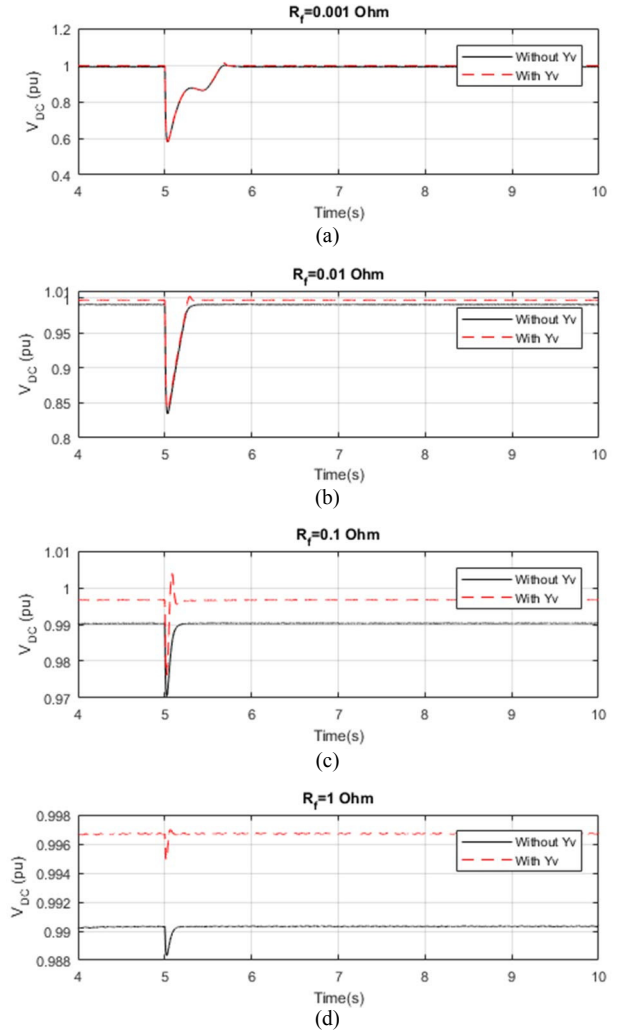 R_f=0.001 Ohm
1.2
1
0.8
0.6
0.4
V_DC (pu)
Without Yv
With Yv
4 5 6 7 8 9 10
Time(s)
(a)
R_f=0.01 Ohm
1.01
1
0.95
0.9
0.85
0.8
V_DC (pu)
Without Yv
With Yv
4 5 6 7 8 9 10
Time(s)
(b)
R_f=0.1 Ohm
1.01
1
0.99
0.98
0.97
V_DC (pu)
Without Yv
With Yv
4 5 6 7 8 9 10
Time(s)
(c)
R_f=1 Ohm
0.998
0.996
0.994
0.992
0.99
0.988
V_DC (pu)
Without Yv
With Yv
4 5 6 7 8 9 10
Time(s)
(d)